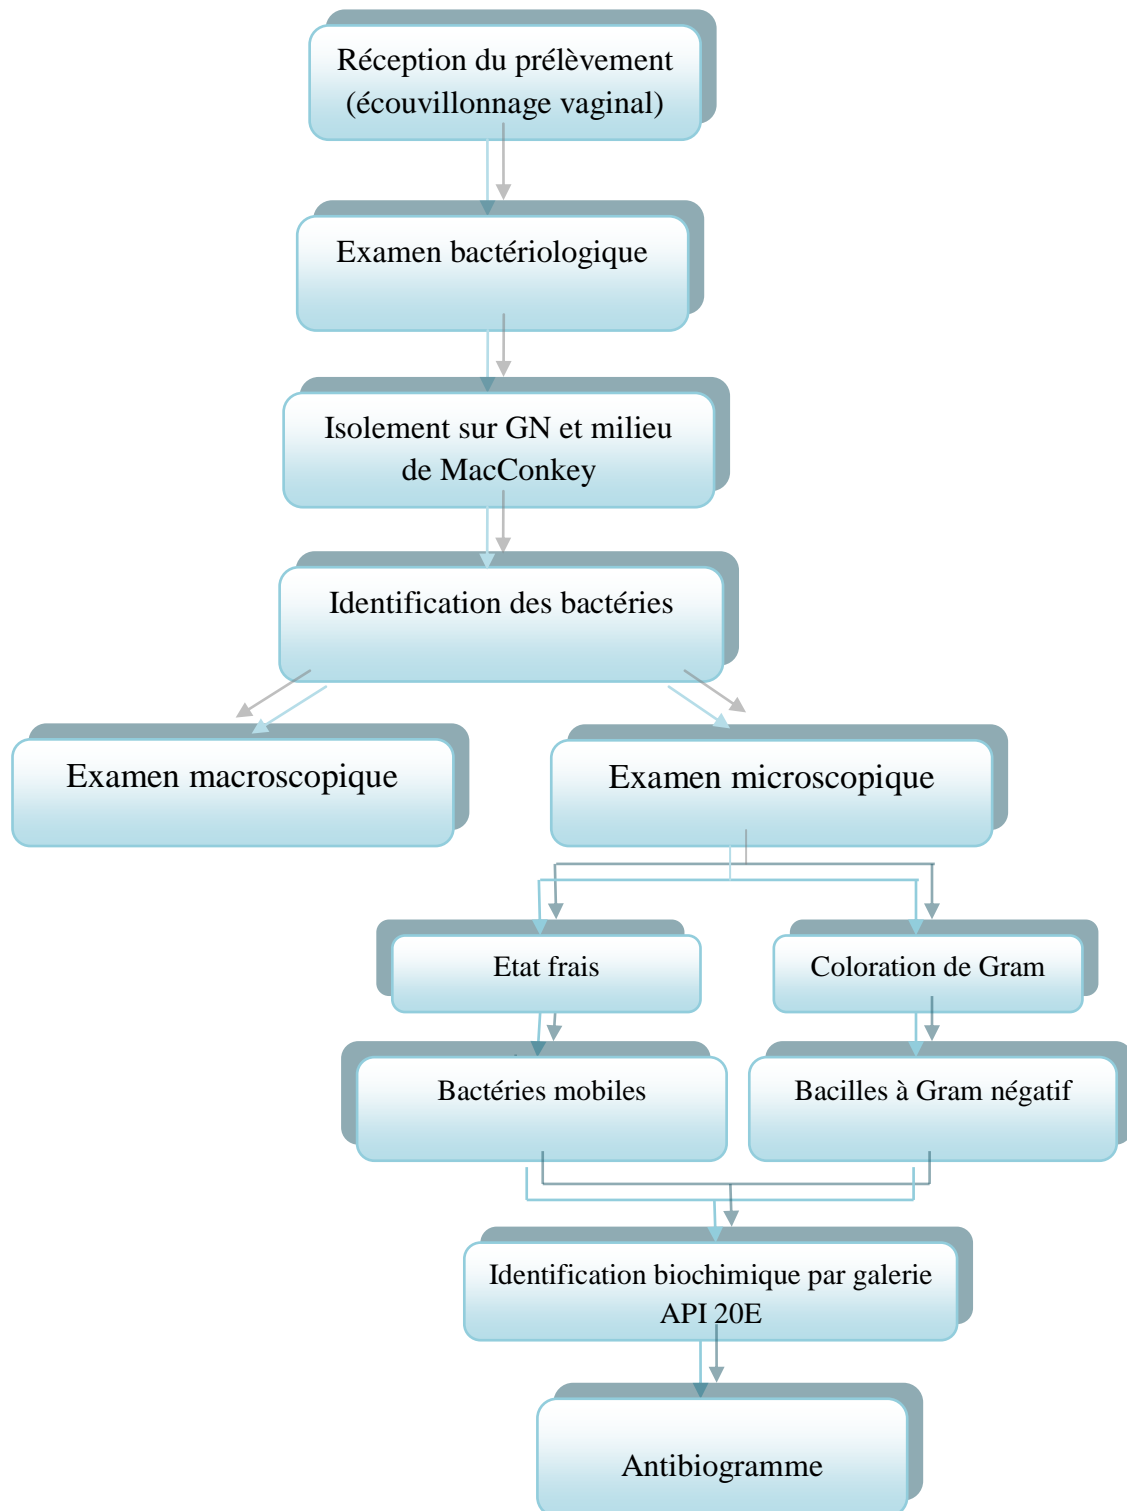 Réception du prélèvement
(écouvillonnage vaginal)
Examen bactériologique
Isolement sur GN et milieu
de MacConkey
Identification des bactéries
Examen macroscopique
Examen microscopique
Etat frais
Coloration de Gram
Bactéries mobiles
Bacilles à Gram négatif
Identification biochimique par galerie
API 20E
Antibiogramme